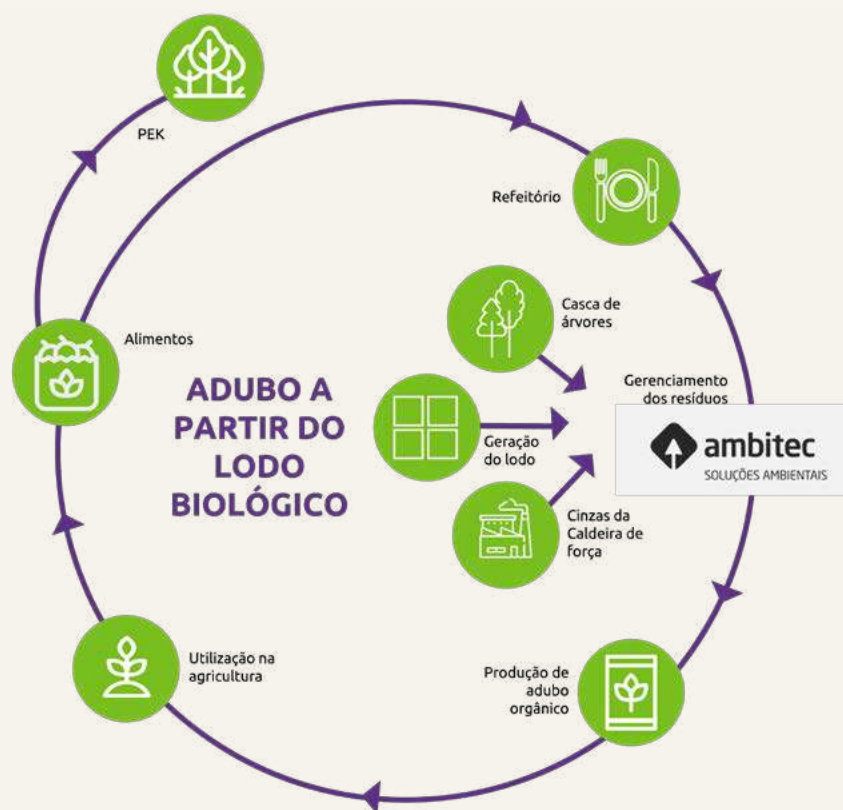 PEK
Refeitório
Casca de
árvores
Alimentos
ADUBO A
PARTIR DO
LODO
BIOLÓGICO
Gerenciamento
dos resíduos
ambitec
SOLUÇÕES AMBIENTAIS
Geração
do lodo
Cinzas da
Caldeira de
força
Utilização na
agricultura
Produção de
adubo
orgânico